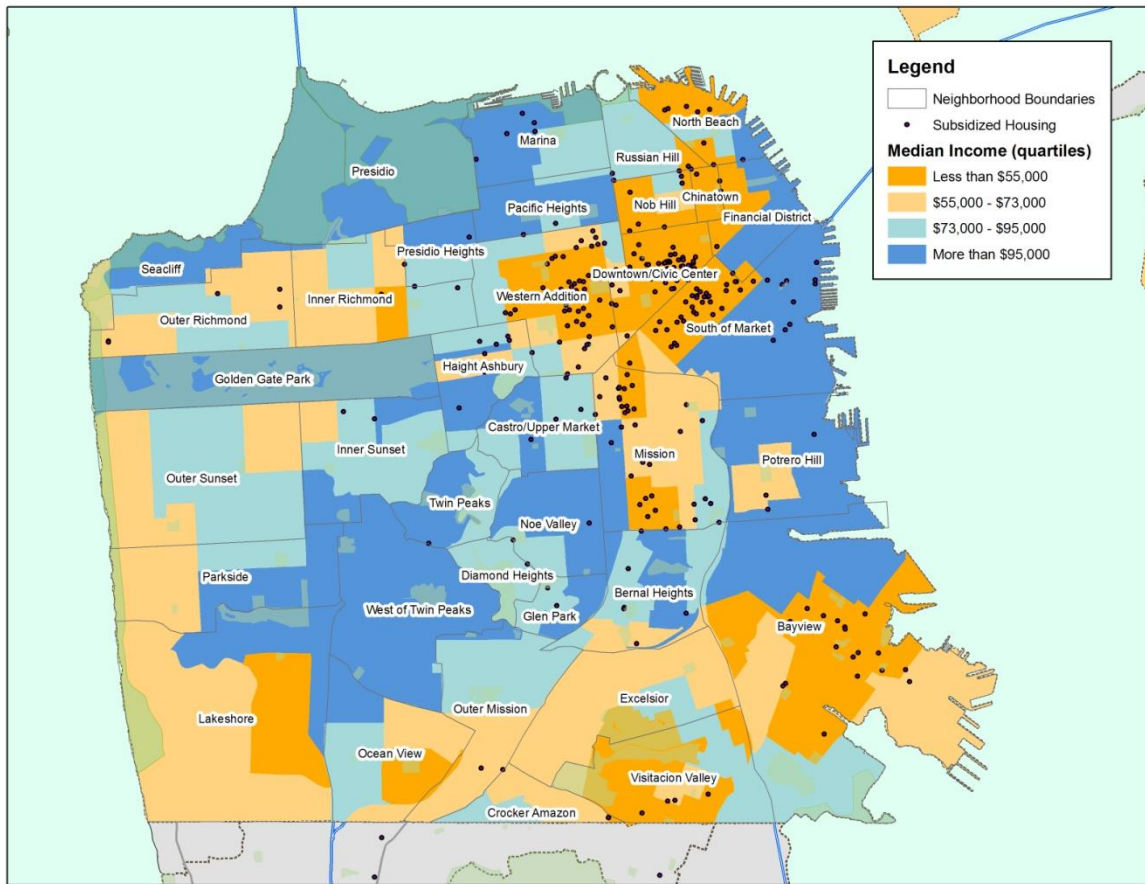 Legend
Neighborhood Boundaries
Subsidized Housing
Median Income (quartiles)
Less than $55,000
$55,000 - $73,000
$73,000 - $95,000
More than $95,000
North Beach
Marina
Russian Hill
Presidio
Chinatown
Nob Hill
Pacific Heights
Financial District
Presidio Heights
Seacliff
Downtown/Civic Center
Inner Richmond
Western Addition
Outer Richmond
South of Market
Haight Ashbury
Golden Gate Park
Castro/Upper Market
Inner Sunset
Mission
Potrero Hill
Outer Sunset
Twin Peaks
Noe Valley
Diamond Heights
Parkside
West of Twin Peaks
Bernal Heights
Glen Park
Bayview
Excelsior
Outer Mission
Lakeshore
Ocean View
Visitacion Valley
Crocker Amazon